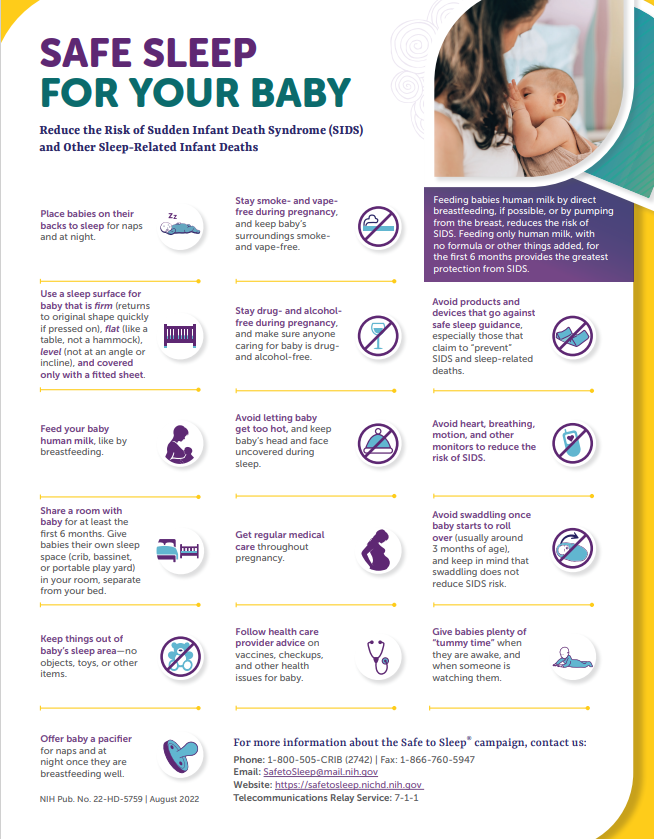 SAFE SLEEP
FOR YOUR BABY
Reduce the Risk of Sudden Infant Death Syndrome (SIDS)
and Other Sleep-Related Infant Deaths
Place babies on their
backs to sleep for naps
and at night.
zz
Use a sleep surface for
baby that is firm (returns
to original shape quickly
if pressed on), flat (like a
table, not a hammock),
level (not at an angle or
incline), and covered
only with a fitted sheet.
Feed your baby
human milk, like by
breastfeeding.
Share a room with
baby for at least the
first 6 months. Give
babies their own sleep
space (crib, bassinet,
or portable play yard)
in your room, separate
from your bed.
Keep things out of
baby's sleep area—no
objects, toys, or other
items.
Offer baby a pacifier
for naps and at
night once they are
breastfeeding well.
Stay smoke- and vape-
free during pregnancy,
and keep baby's
surroundings smoke-
and vape-free.
Stay drug- and alcohol-
free during pregnancy,
and make sure anyone
caring for baby is drug-
and alcohol-free.
Avoid letting baby
get too hot, and keep
baby's head and face
uncovered during
sleep.
Get regular medical
care throughout
pregnancy.
Follow health care
provider advice on
vaccines, checkups,
and other health
issues for baby.
Feeding babies human milk by direct
breastfeeding, if possible, or by pumping
from the breast, reduces the risk of
SIDS. Feeding only human milk, with
no formula or other things added, for
the first 6 months provides the greatest
protection from SIDS.
Avoid products and
devices that go against
safe sleep guidance,
especially those that
claim to "prevent"
SIDS and sleep-related
deaths.
Avoid heart, breathing,
motion, and other
monitors to reduce the
risk of SIDS.
Avoid swaddling once
baby starts to roll
over (usually around
3 months of age),
and keep in mind that
swaddling does not
reduce SIDS risk.
Give babies plenty of
"tummy time" when
they are awake, and
when someone is
watching them.
For more information about the Safe to Sleep® campaign, contact us:
Phone: 1-800-505-CRIB (2742) | Fax: 1-866-760-5947
Email: SafetoSleep@mail.nih.gov
Website: https://safetosleep.nichd.nih.gov
Telecommunications Relay Service: 7-1-1
NIH Pub. No. 22-HD-5759 | August 2022